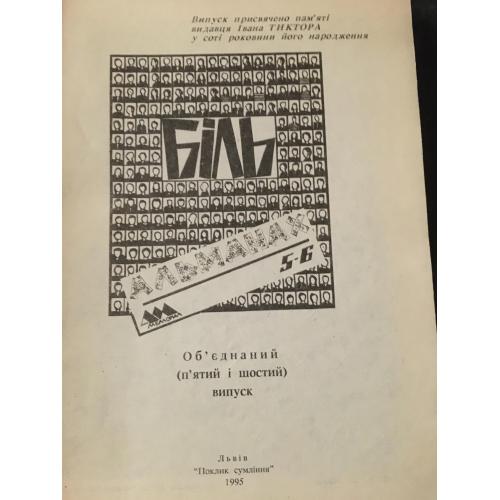 Випуск присвячено пам'яті
видавця Івана ТИКТОРА
у соті роковини його народження
БІЛЬ
АЛЬМАНАХ
5-6
МЕМОРІАЛ
Об'єднаний
(п'ятий і шостий)
випуск
Львів
"Поклик сумління"
1995